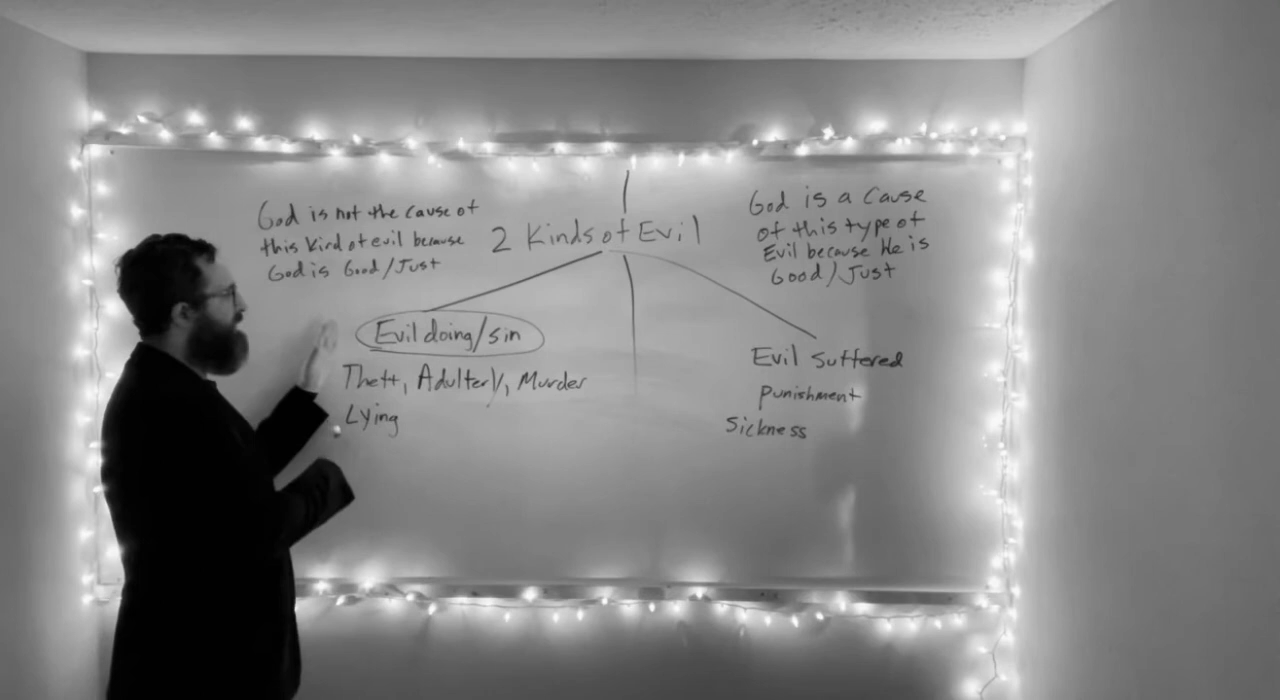 God is not the cause of
this kind of evil because
God is Good/Just
2 Kinds of Evil
God is a cause
of this type of
Evil because He is
Good/Just
Evil doing/sin
Theft, Adultery, Murder
Lying
Evil suffered
Punishment
Sickness